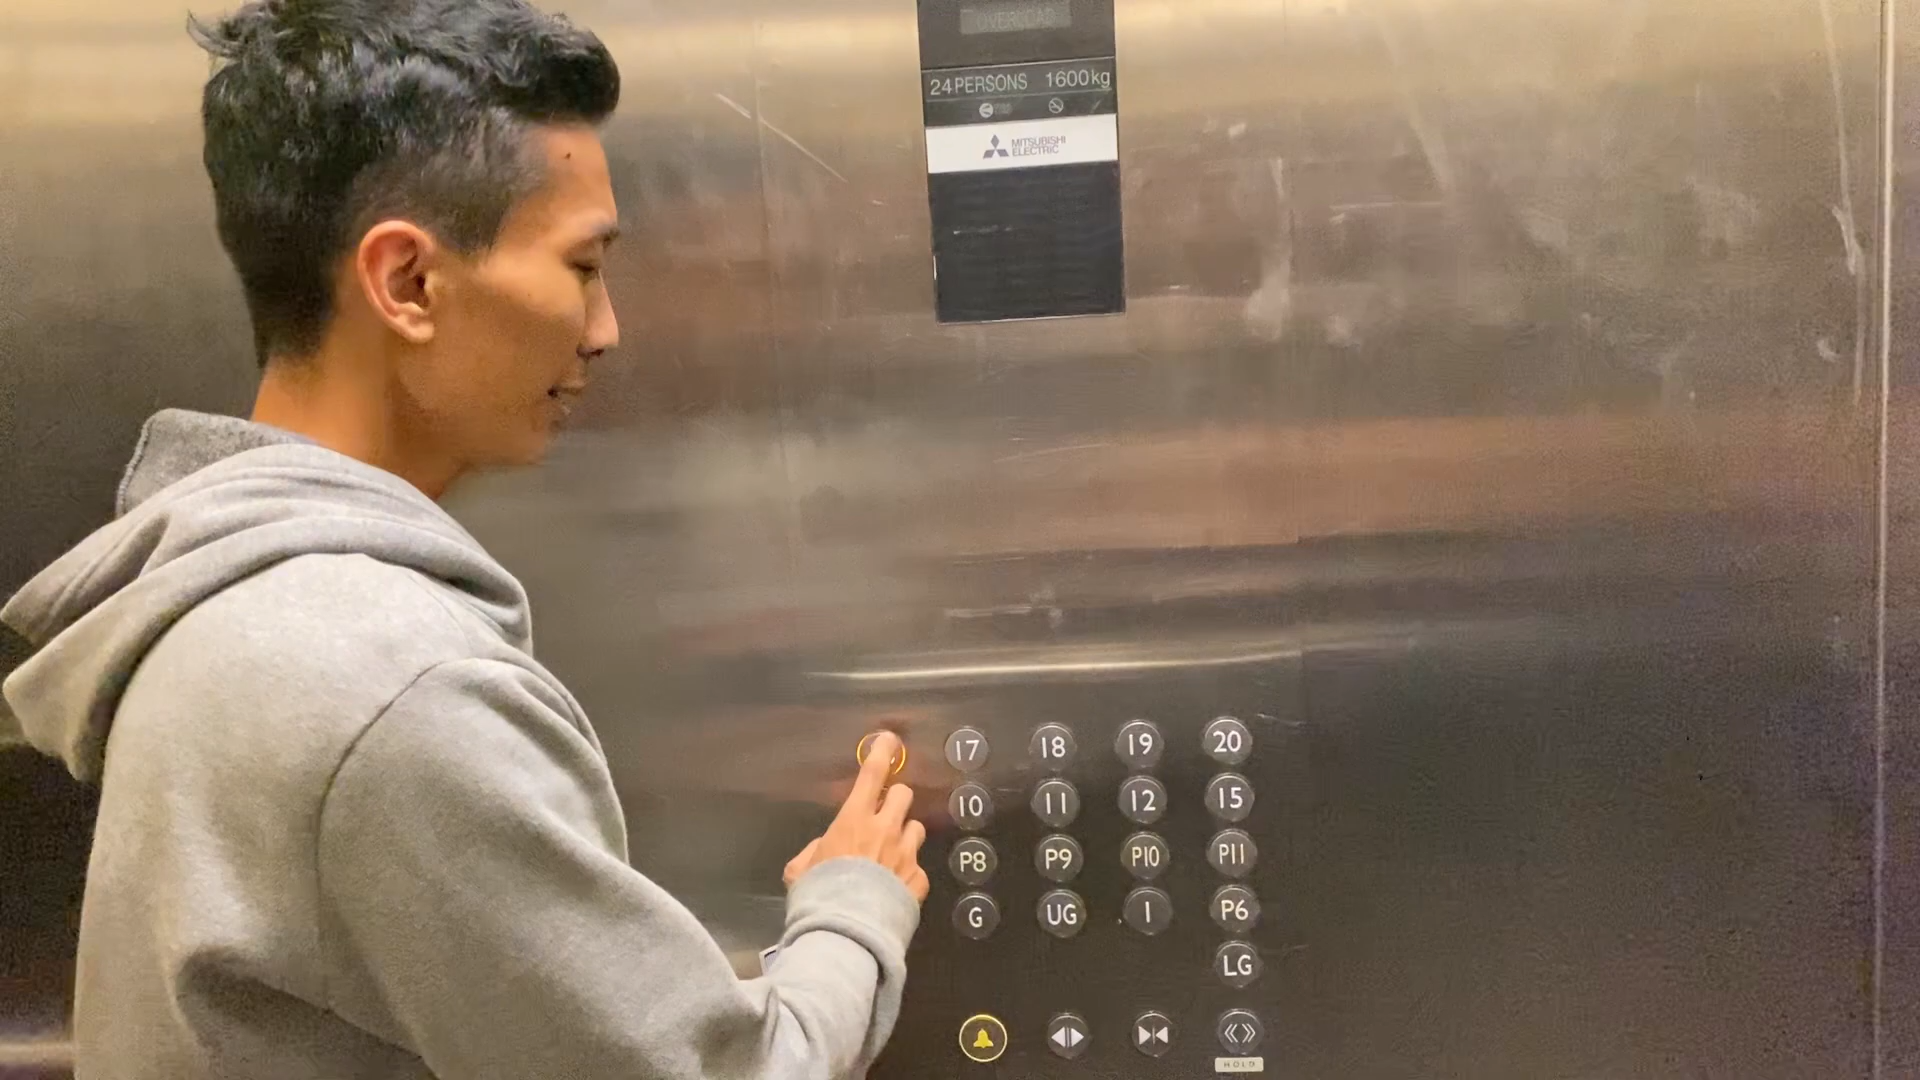 OVERLOAD
24PERSONS 1600kg
MITSUBISHI
ELECTRIC
17 18 19 20
10 11 12 15
P8 P9 P10 P11
G UG 1 P6
LG
HOLD